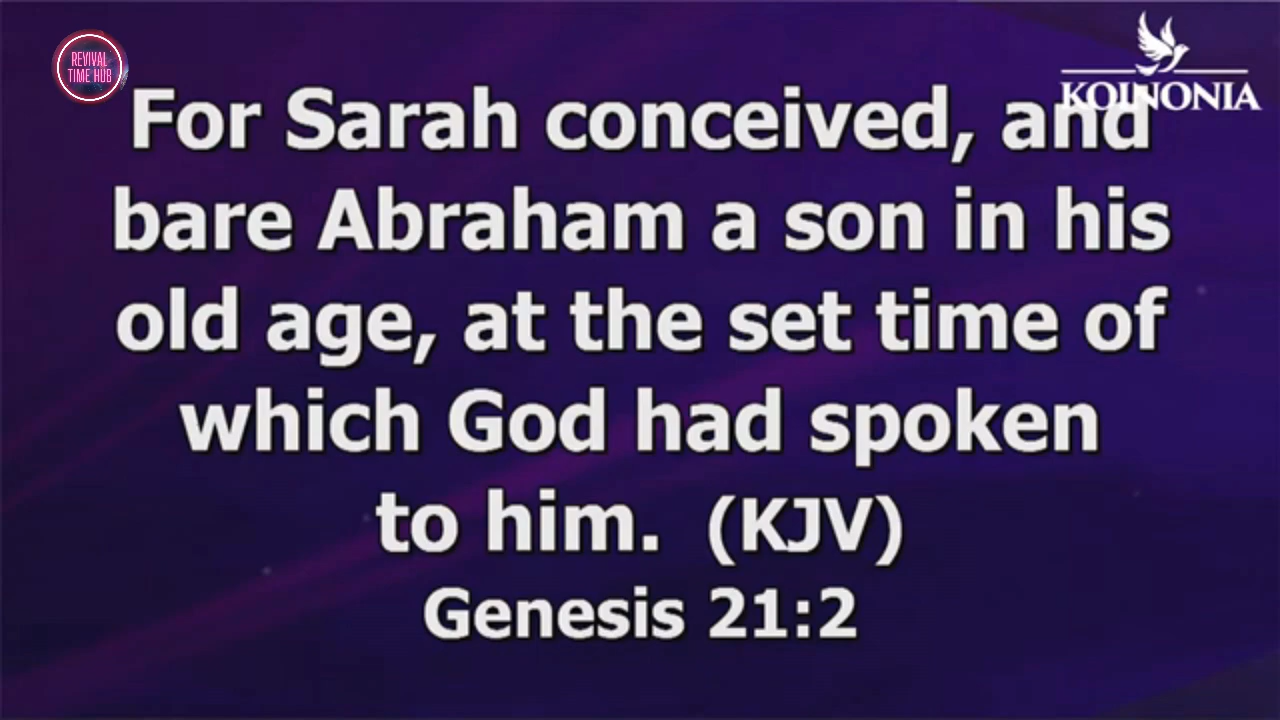 REVIVAL
TIME HUB
KOINONIA
For Sarah conceived, and
bare Abraham a son in his
old age, at the set time of
which God had spoken
to him. (KJV)
Genesis 21:2